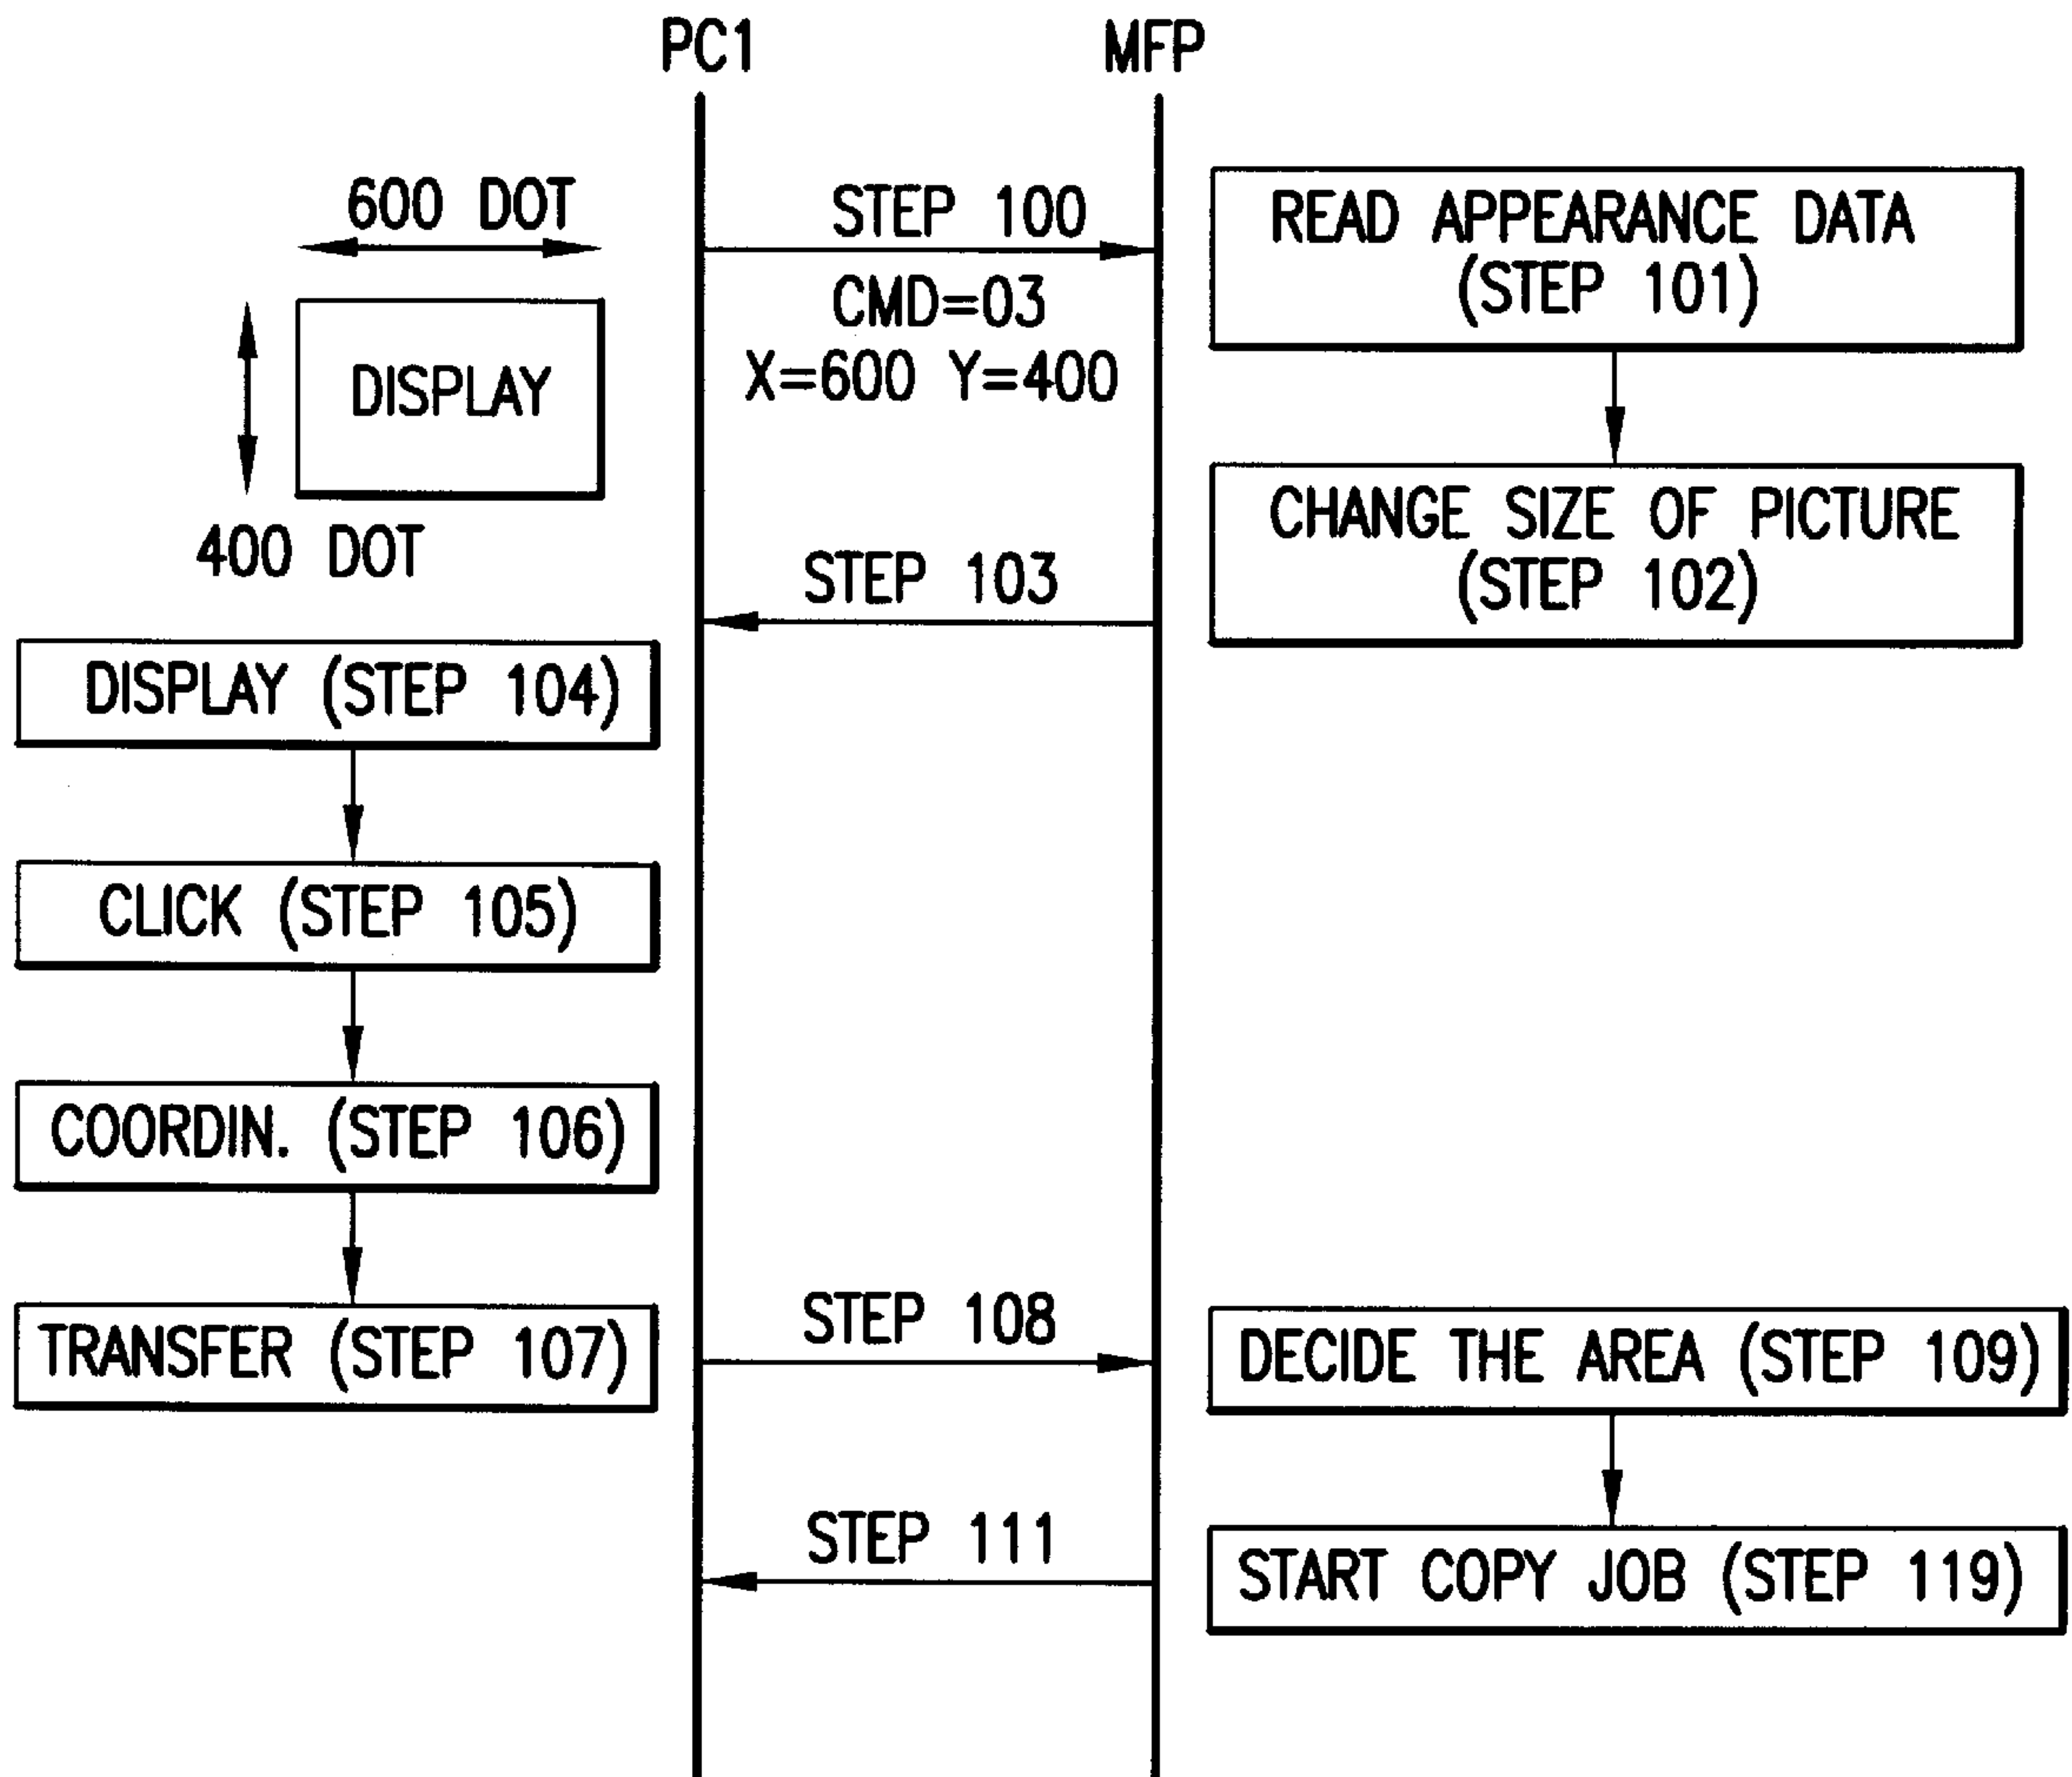 PC1 MFP
600 DOT
STEP 100
READ APPEARANCE DATA
(STEP 101)
CMD=03
X=600 Y=400
DISPLAY
400 DOT
CHANGE SIZE OF PICTURE
(STEP 102)
STEP 103
DISPLAY (STEP 104)
CLICK (STEP 105)
COORDIN. (STEP 106)
TRANSFER (STEP 107)
STEP 108
DECIDE THE AREA (STEP 109)
STEP 111
START COPY JOB (STEP 119)